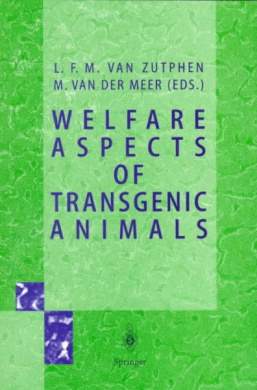 L. F. M. VAN ZUTPHEN
M. VAN DER MEER (EDS.)
WELFARE
ASPECTS
OF
TRANSGENIC
ANIMALS
Springer